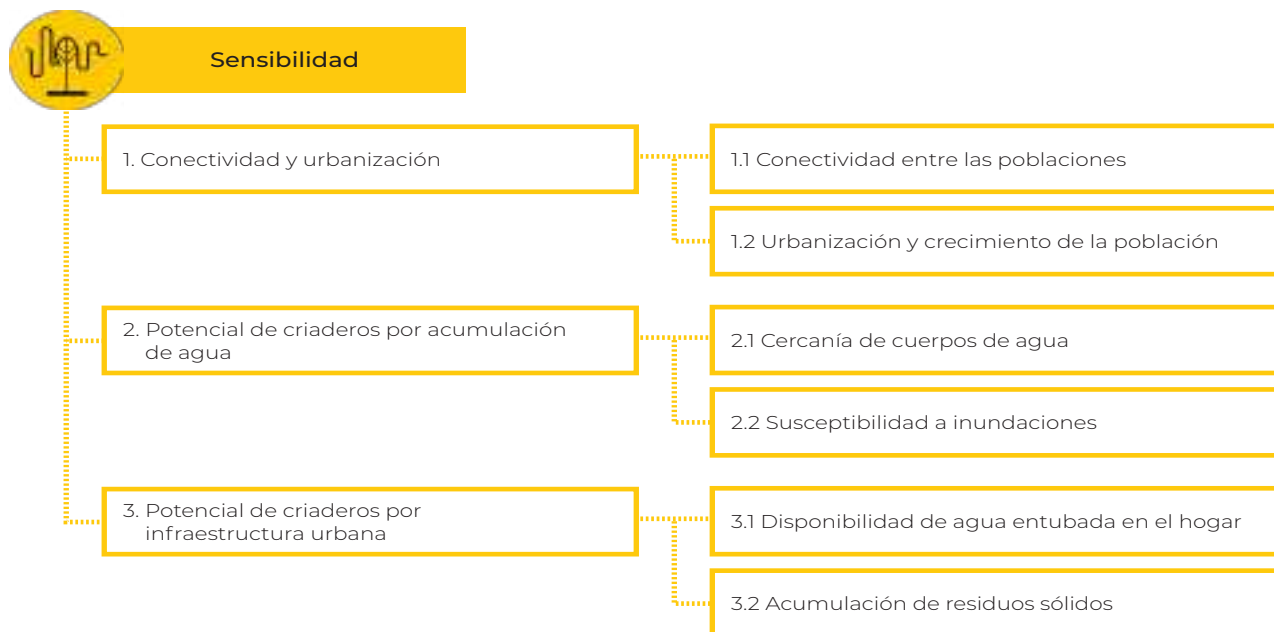 Sensibilidad
1. Conectividad y urbanización
1.1 Conectividad entre las poblaciones
1.2 Urbanización y crecimiento de la población
2. Potencial de criaderos por acumulación
de agua
2.1 Cercanía de cuerpos de agua
2.2 Susceptibilidad a inundaciones
3. Potencial de criaderos por
infraestructura urbana
3.1 Disponibilidad de agua entubada en el hogar
3.2 Acumulación de residuos sólidos